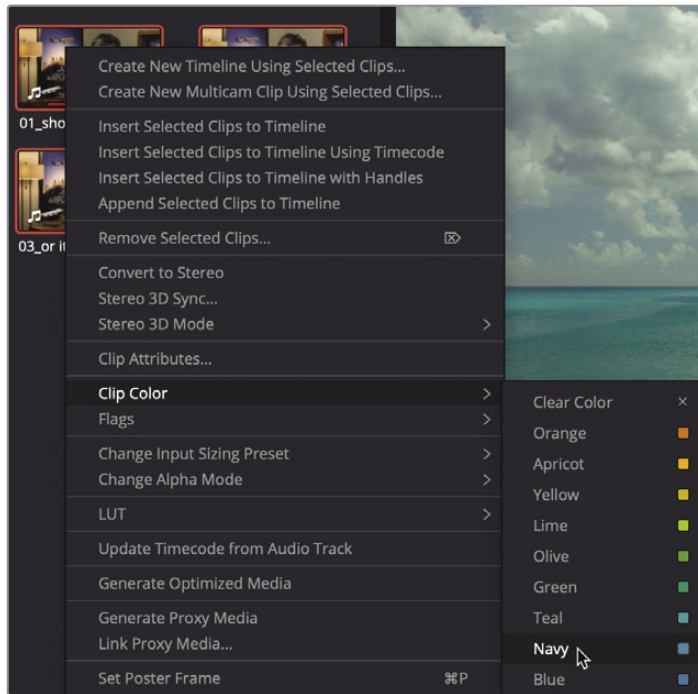 Create New Timeline Using Selected Clips...
Create New Multicam Clip Using Selected Clips...
Insert Selected Clips to Timeline
Insert Selected Clips to Timeline Using Timecode
Insert Selected Clips to Timeline with Handles
Append Selected Clips to Timeline
01_sho
Remove Selected Clips...
03_or it
Convert to Stereo
Stereo 3D Sync...
Stereo 3D Mode
Clip Attributes...
Clip Color
Flags
Change Input Sizing Preset
Change Alpha Mode
LUT
Update Timecode from Audio Track
Generate Optimized Media
Generate Proxy Media
Link Proxy Media...
Set Poster Frame ⌘P
Clear Color ×
Orange
Apricot
Yellow
Lime
Olive
Green
Teal
Navy
Blue